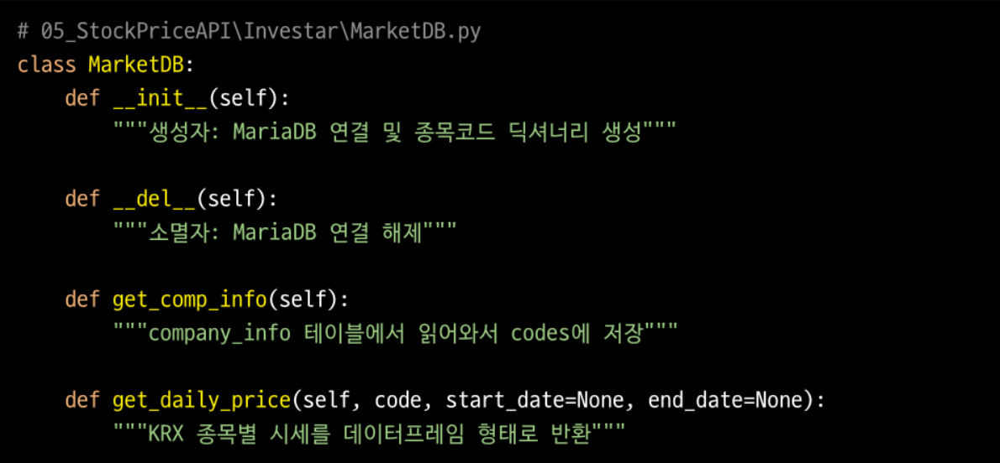 # 05_StockPriceAPI\Investar\MarketDB.py
class MarketDB:
    def __init__(self):
        """생성자: MariaDB 연결 및 종목코드 딕셔너리 생성"""
    def __del__(self):
        """소멸자: MariaDB 연결 해제"""
    def get_comp_info(self):
        """company_info 테이블에서 읽어와서 codes에 저장"""
    def get_daily_price(self, code, start_date=None, end_date=None):
        """KRX 종목별 시세를 데이터프레임 형태로 반환"""